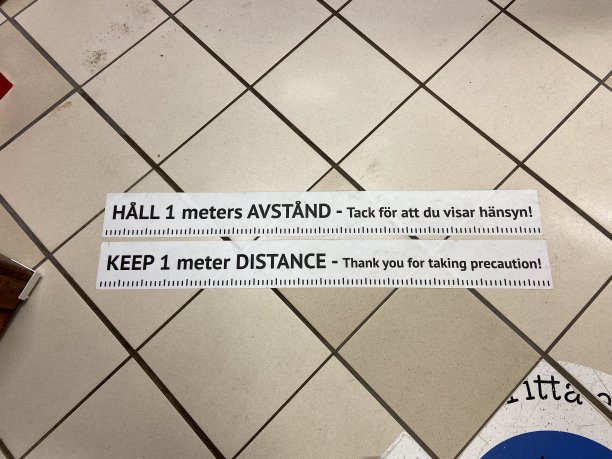 HÅLL 1 meters AVSTÅND - Tack för att du visar hänsyn!
KEEP 1 meter DISTANCE - Thank you for taking precaution!